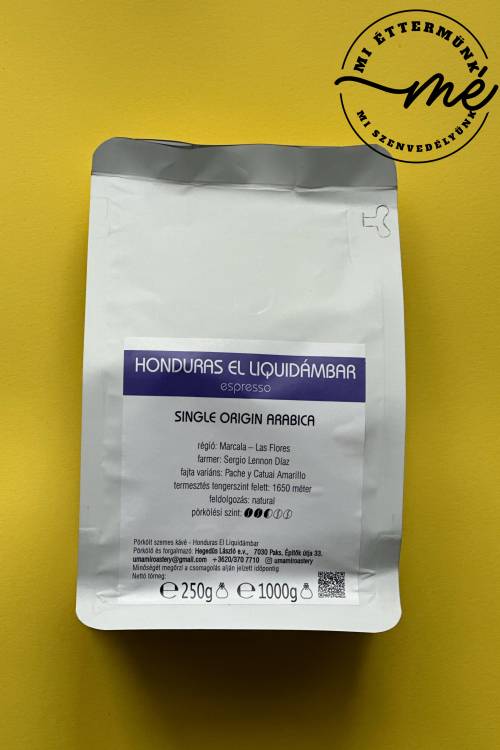 MI ÉTTERMÜNK
mé
MI SZENVEDÉLYÜNK
HONDURAS EL LIQUIDÁMBAR
espresso
SINGLE ORIGIN ARABICA
régió: Marcala – Las Flores
farmer: Sergio Lennon Díaz
fajta variáns: Pache y Catuai Amarillo
termesztés tengerszint felett: 1650 méter
feldolgozás: natural
pörkölési szint:
Pörkölt szemes kávé - Honduras El Liquidámbar
Pörkölő és forgalmazó: Hegedűs László e.v., 7030 Paks, Építők útja 33.
umamiroastery@gmail.com +3620/370 7710 umamiroastery
Minőségét megőrzi a csomagolás alján jelzett időpontig
Nettó tömeg:
℮ 250g ℮ 1000g